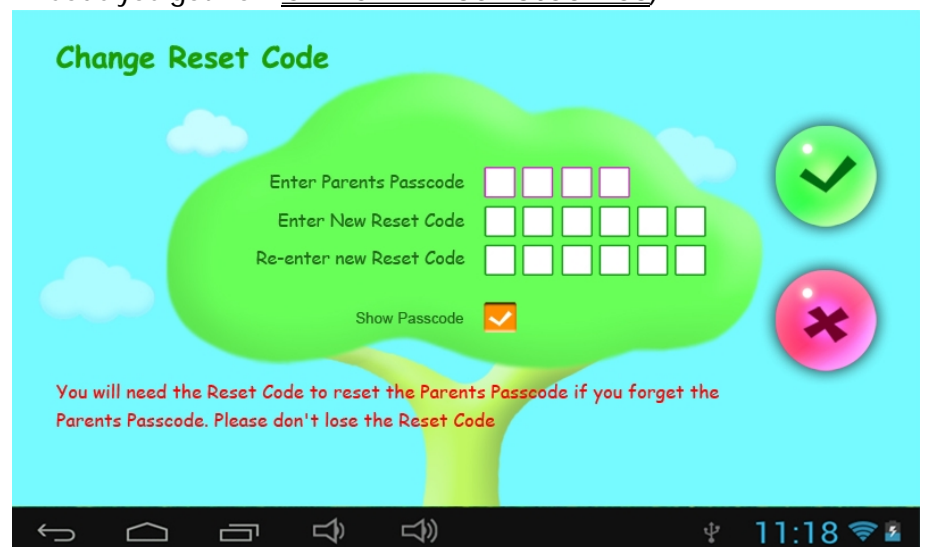 Change Reset Code
Enter Parents Passcode
Enter New Reset Code
Re-enter new Reset Code
Show Passcode
You will need the Reset Code to reset the Parents Passcode if you forget the
Parents Passcode. Please don't lose the Reset Code
11:18